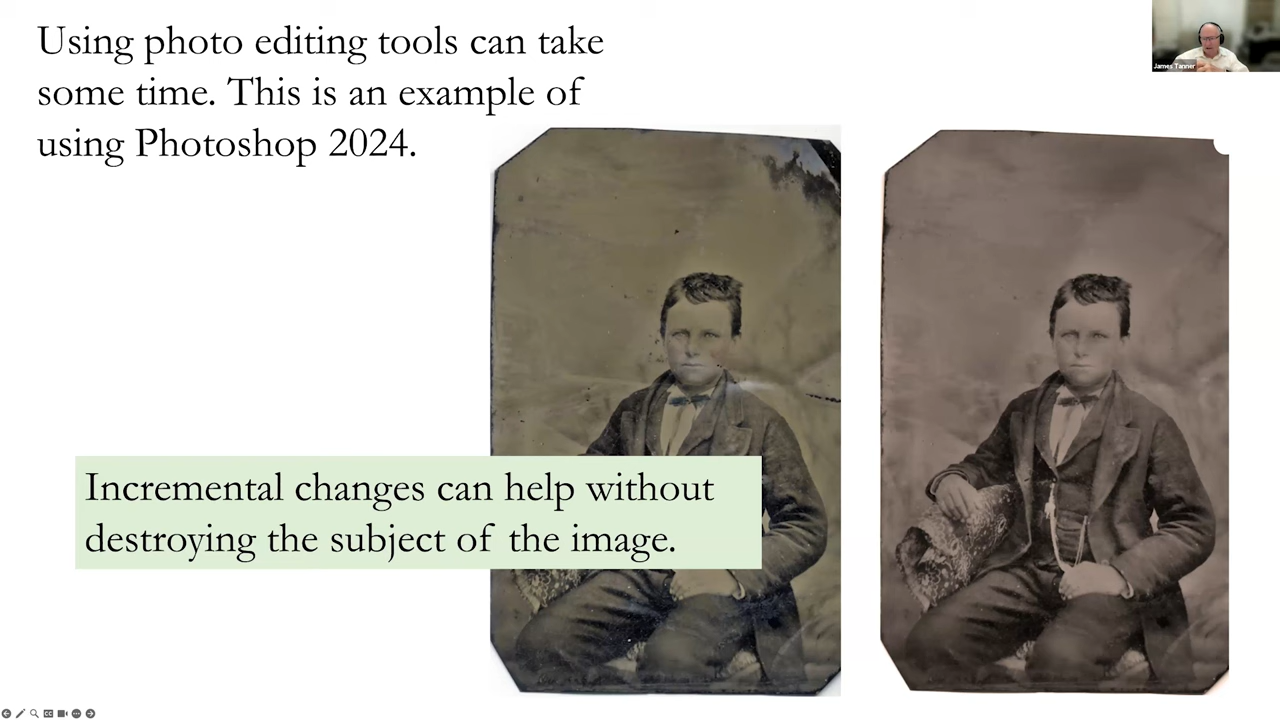 Using photo editing tools can take
some time. This is an example of
using Photoshop 2024.
James Tanner
Incremental changes can help without
destroying the subject of the image.